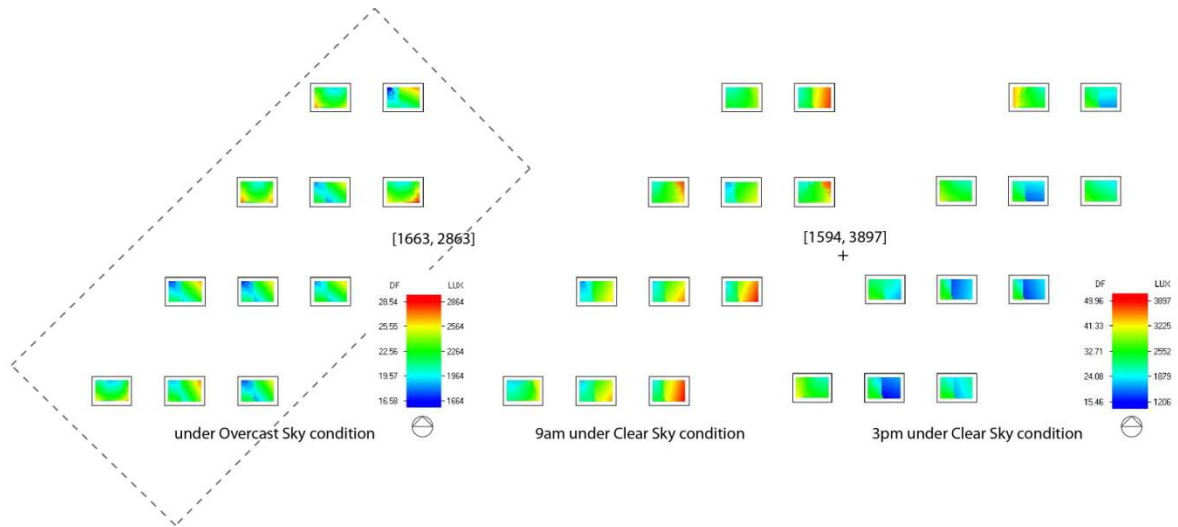 [1663, 2863]
[1594, 3897]
DF LUX
28.54 2864
25.55 2564
22.56 2264
19.57 1964
16.58 1664
DF LUX
49.96 3897
41.33 3225
32.71 2552
24.08 1879
15.46 1206
under Overcast Sky condition
9am under Clear Sky condition
3pm under Clear Sky condition